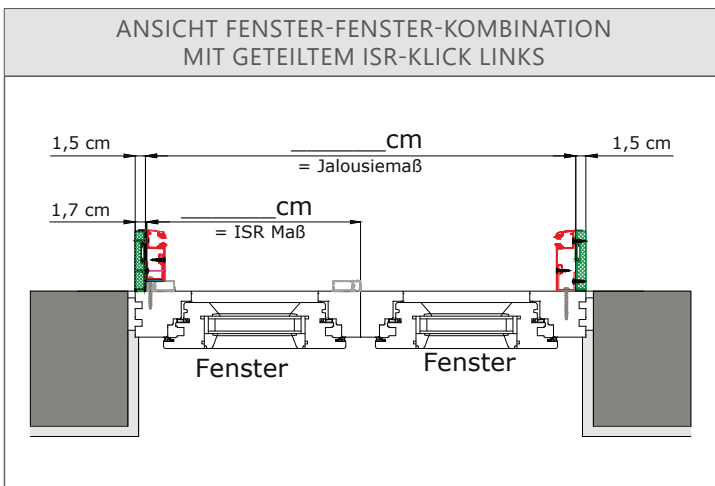 ANSICHT FENSTER-FENSTER-KOMBINATION
MIT GETEILTEM ISR-KLICK LINKS
1,5 cm
________cm
1,5 cm
= Jalousiemaß
1,7 cm
________cm
= ISR Maß
Fenster
Fenster